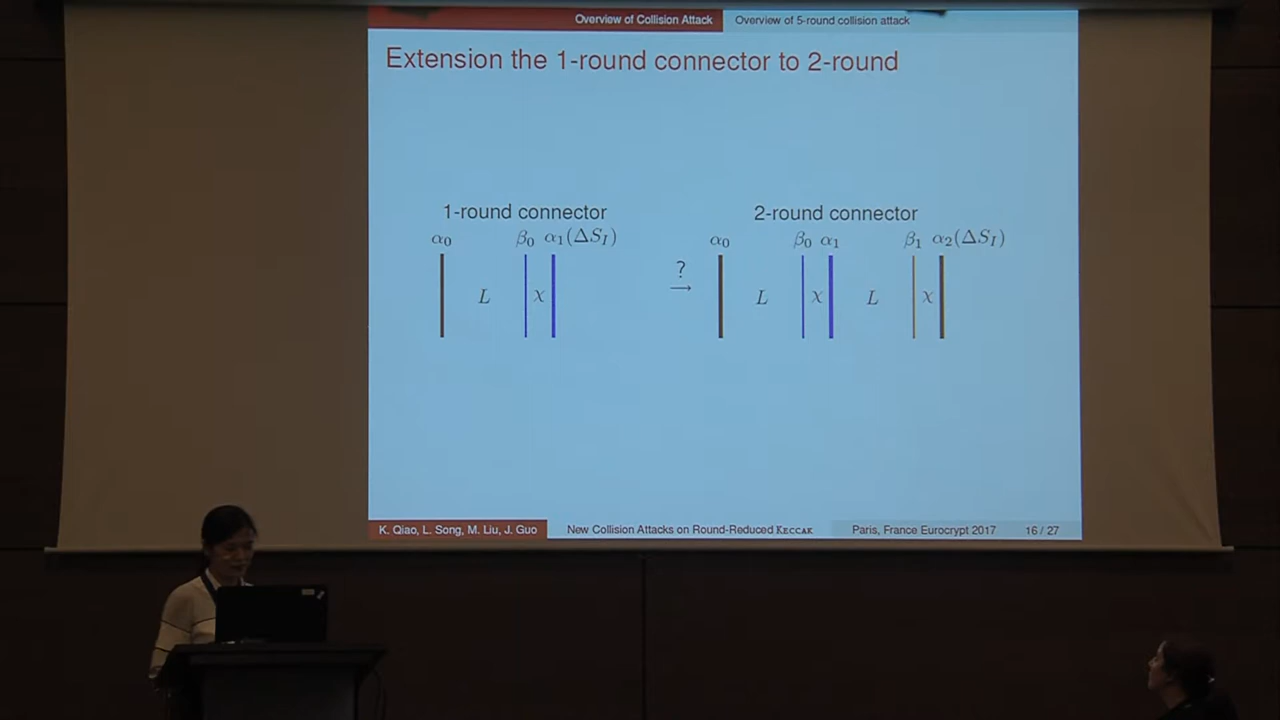 Overview of Collision Attack Overview of 5-round collision attack
Extension the 1-round connector to 2-round
1-round connector 2-round connector
α₀ β₀ α₁(ΔS_I) α₀ β₀ α₁ β₁ α₂(ΔS_I)
?
→
L χ L χ L χ
K. Qiao, L. Song, M. Liu, J. Guo New Collision Attacks on Round-Reduced KECCAK Paris, France Eurocrypt 2017 16 / 27